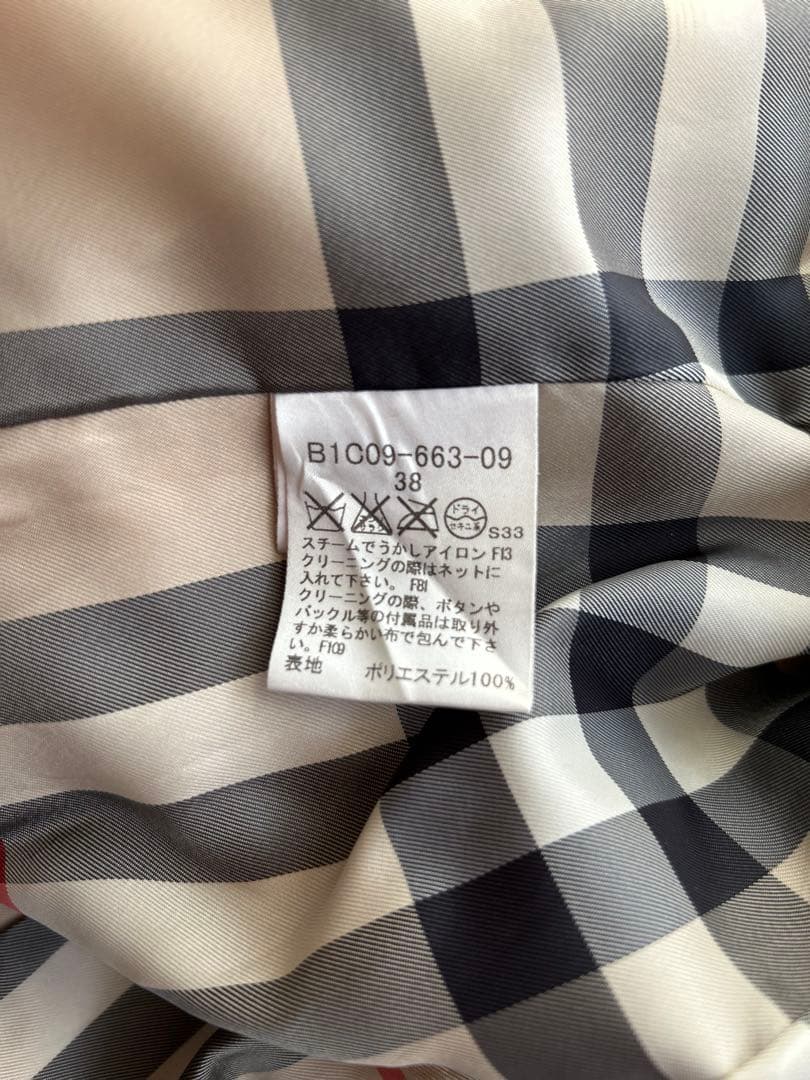 B1C09-663-09
38
ドライ
セキユ系
S33
スチームでうかしアイロン F13
クリーニングの際はネットに
入れて下さい。 F81
クリーニングの際、ボタンや
バックル等の付属品は取り外
すか柔らかい布で包んで下さ
い。F109
表地 ポリエステル100%